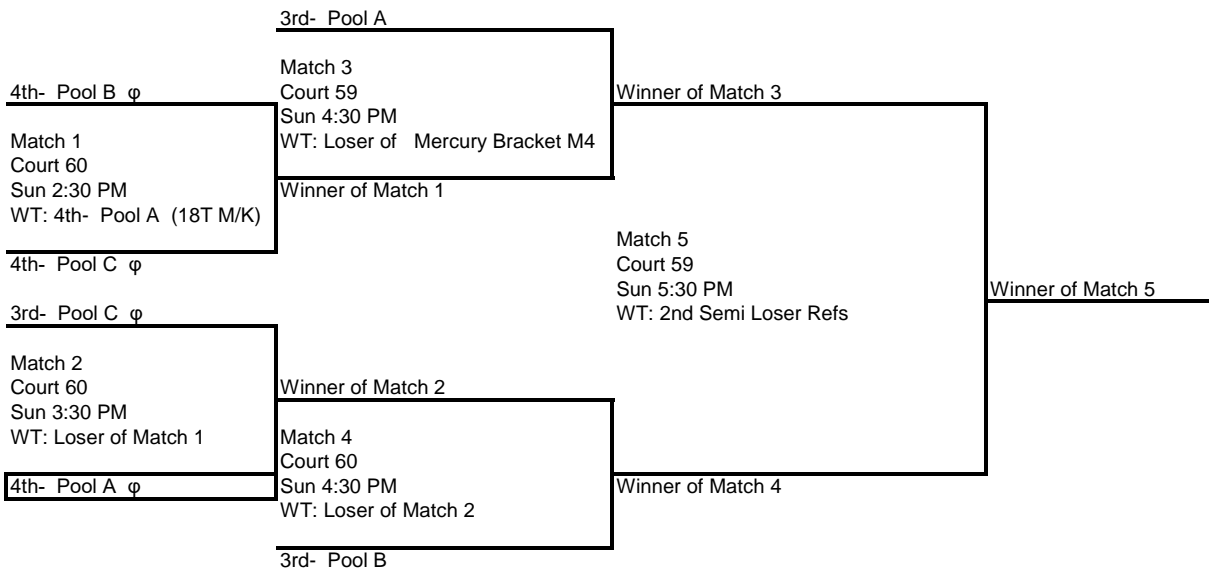 3rd-  Pool A
Match 3
Court 59
Sun 4:30 PM
WT: Loser of   Mercury Bracket M4
4th-  Pool B  φ
Match 1
Court 60
Sun 2:30 PM
WT: 4th-  Pool A  (18T M/K)
4th-  Pool C  φ
Winner of Match 1
Winner of Match 3
3rd-  Pool C  φ
Match 2
Court 60
Sun 3:30 PM
WT: Loser of Match 1
4th-  Pool A  φ
Winner of Match 2
Match 4
Court 60
Sun 4:30 PM
WT: Loser of Match 2
3rd-  Pool B
Match 5
Court 59
Sun 5:30 PM
WT: 2nd Semi Loser Refs
Winner of Match 4
Winner of Match 5